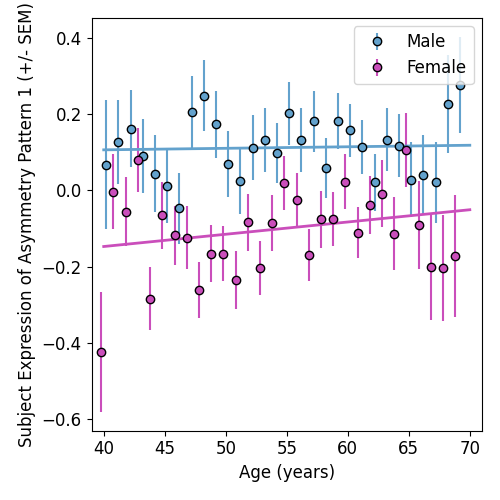 Subject Expression of Asymmetry Pattern 1 (+/- SEM)
0.4
0.2
0.0
−0.2
−0.4
−0.6
Male
Female
40 45 50 55 60 65 70
Age (years)